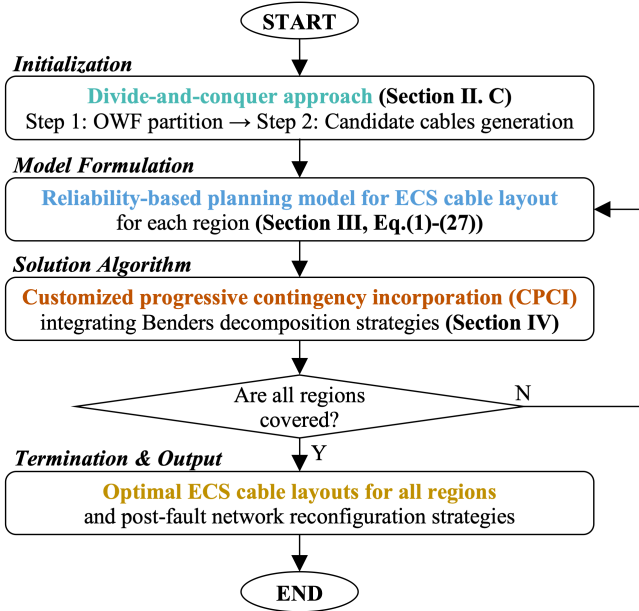 START
Initialization
Divide-and-conquer approach (Section II. C)
Step 1: OWF partition → Step 2: Candidate cables generation
Model Formulation
Reliability-based planning model for ECS cable layout
for each region (Section III, Eq.(1)-(27))
Solution Algorithm
Customized progressive contingency incorporation (CPCI)
integrating Benders decomposition strategies (Section IV)
Are all regions
covered?
N
Y
Termination & Output
Optimal ECS cable layouts for all regions
and post-fault network reconfiguration strategies
END